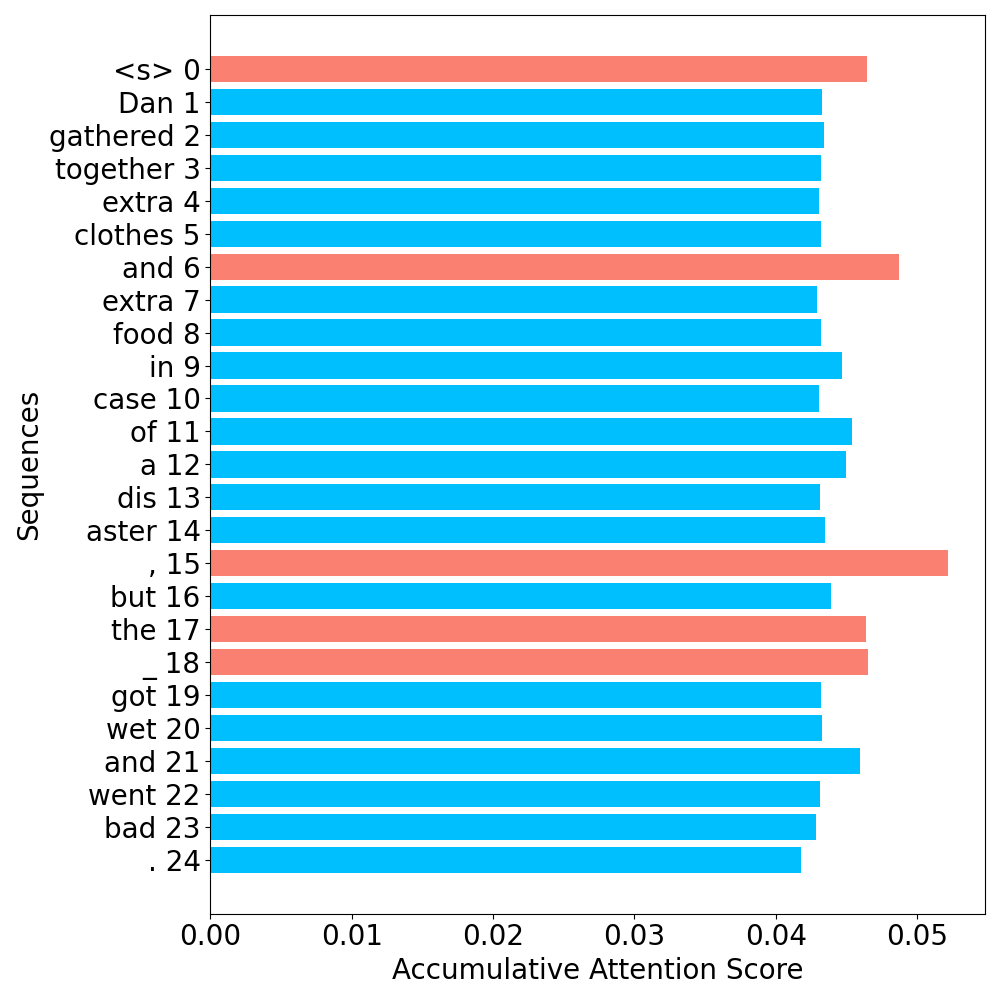 <s> 0
Dan 1
gathered 2
together 3
extra 4
clothes 5
and 6
extra 7
food 8
in 9
case 10
of 11
a 12
dis 13
aster 14
, 15
but 16
the 17
_ 18
got 19
wet 20
and 21
went 22
bad 23
. 24
Sequences
0.00 0.01 0.02 0.03 0.04 0.05
Accumulative Attention Score